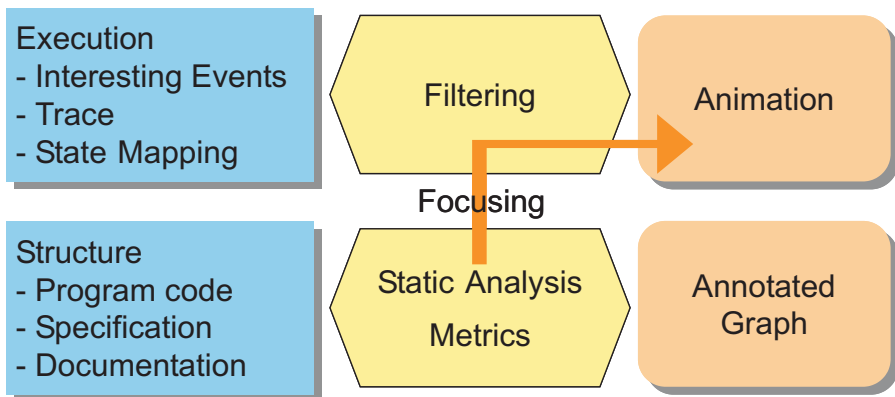 Execution
- Interesting Events
- Trace
- State Mapping
Filtering
Animation
Focusing
Structure
- Program code
- Specification
- Documentation
Static Analysis
Metrics
Annotated
Graph